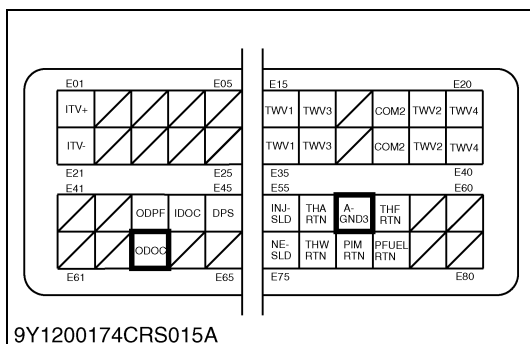 E01 E05 E15 E20
ITV+ TWV1 TWV3 COM2 TWV2 TWV4
ITV- TWV1 TWV3 COM2 TWV2 TWV4
E21 E25 E35 E40
E41 E45 E55 E60
ODPF IDOC DPS INJ-SLD THA RTN A-GND3 THF RTN
ODOC NE-SLD THW RTN PIM RTN PFUEL RTN
E61 E65 E75 E80
9Y1200174CRS015A